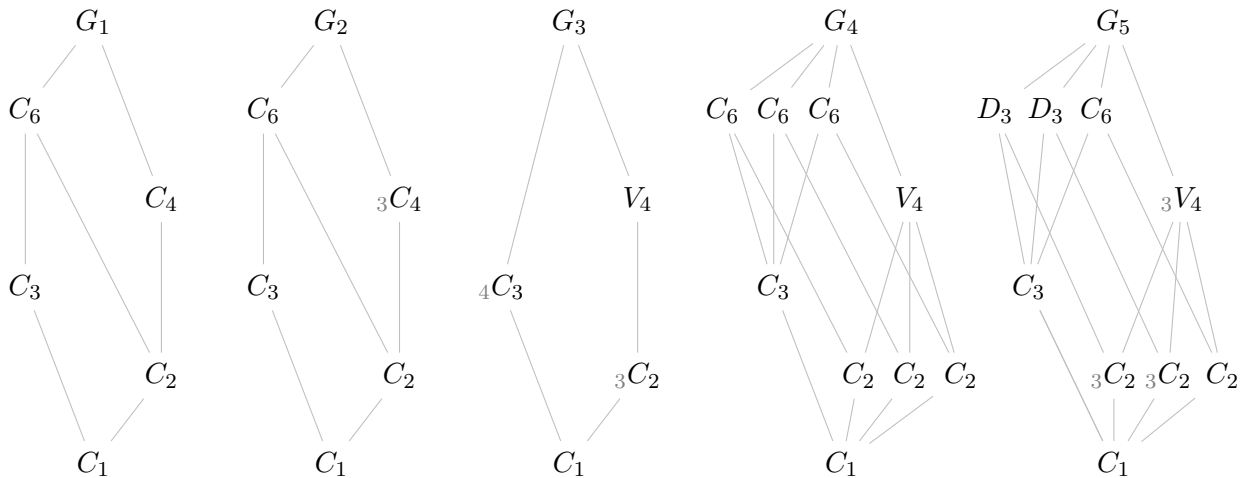 G₁ G₂ G₃ G₄ G₅
C₆ C₆ C₆ C₆ C₆ D₃ D₃ C₆
C₄ ₃C₄ V₄ V₄ ₃V₄
C₃ C₃ ₄C₃ C₃ C₃
C₂ C₂ ₃C₂ C₂ C₂ C₂ ₃C₂ ₃C₂ C₂
C₁ C₁ C₁ C₁ C₁